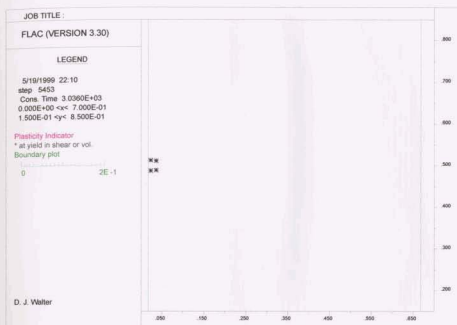 JOB TITLE :
FLAC (VERSION 3.30)
LEGEND
5/19/1999 22:10
step 5453
Cons. Time 3.0360E+03
0.000E+00 <x< 7.000E-01
1.500E-01 <y< 8.500E-01
Plasticity Indicator
* at yield in shear or vol.
Boundary plot
0 2E -1
D. J. Walter
.800
.700
.600
.500
.400
.300
.200
.050 .150 .250 .350 .450 .550 .650